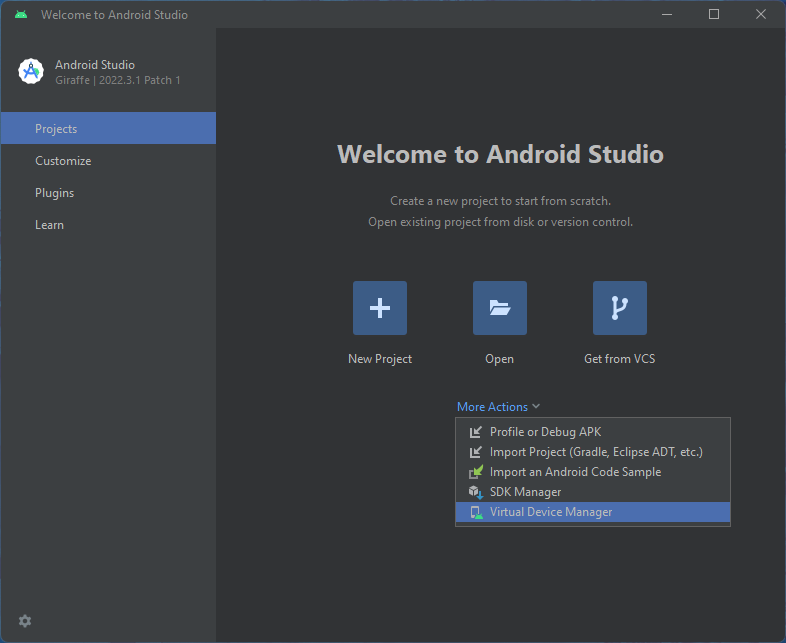 Welcome to Android Studio
Android Studio
Giraffe | 2022.3.1 Patch 1
Projects
Customize
Plugins
Learn
Welcome to Android Studio
Create a new project to start from scratch.
Open existing project from disk or version control.
New Project
Open
Get from VCS
More Actions
Profile or Debug APK
Import Project (Gradle, Eclipse ADT, etc.)
Import an Android Code Sample
SDK Manager
Virtual Device Manager